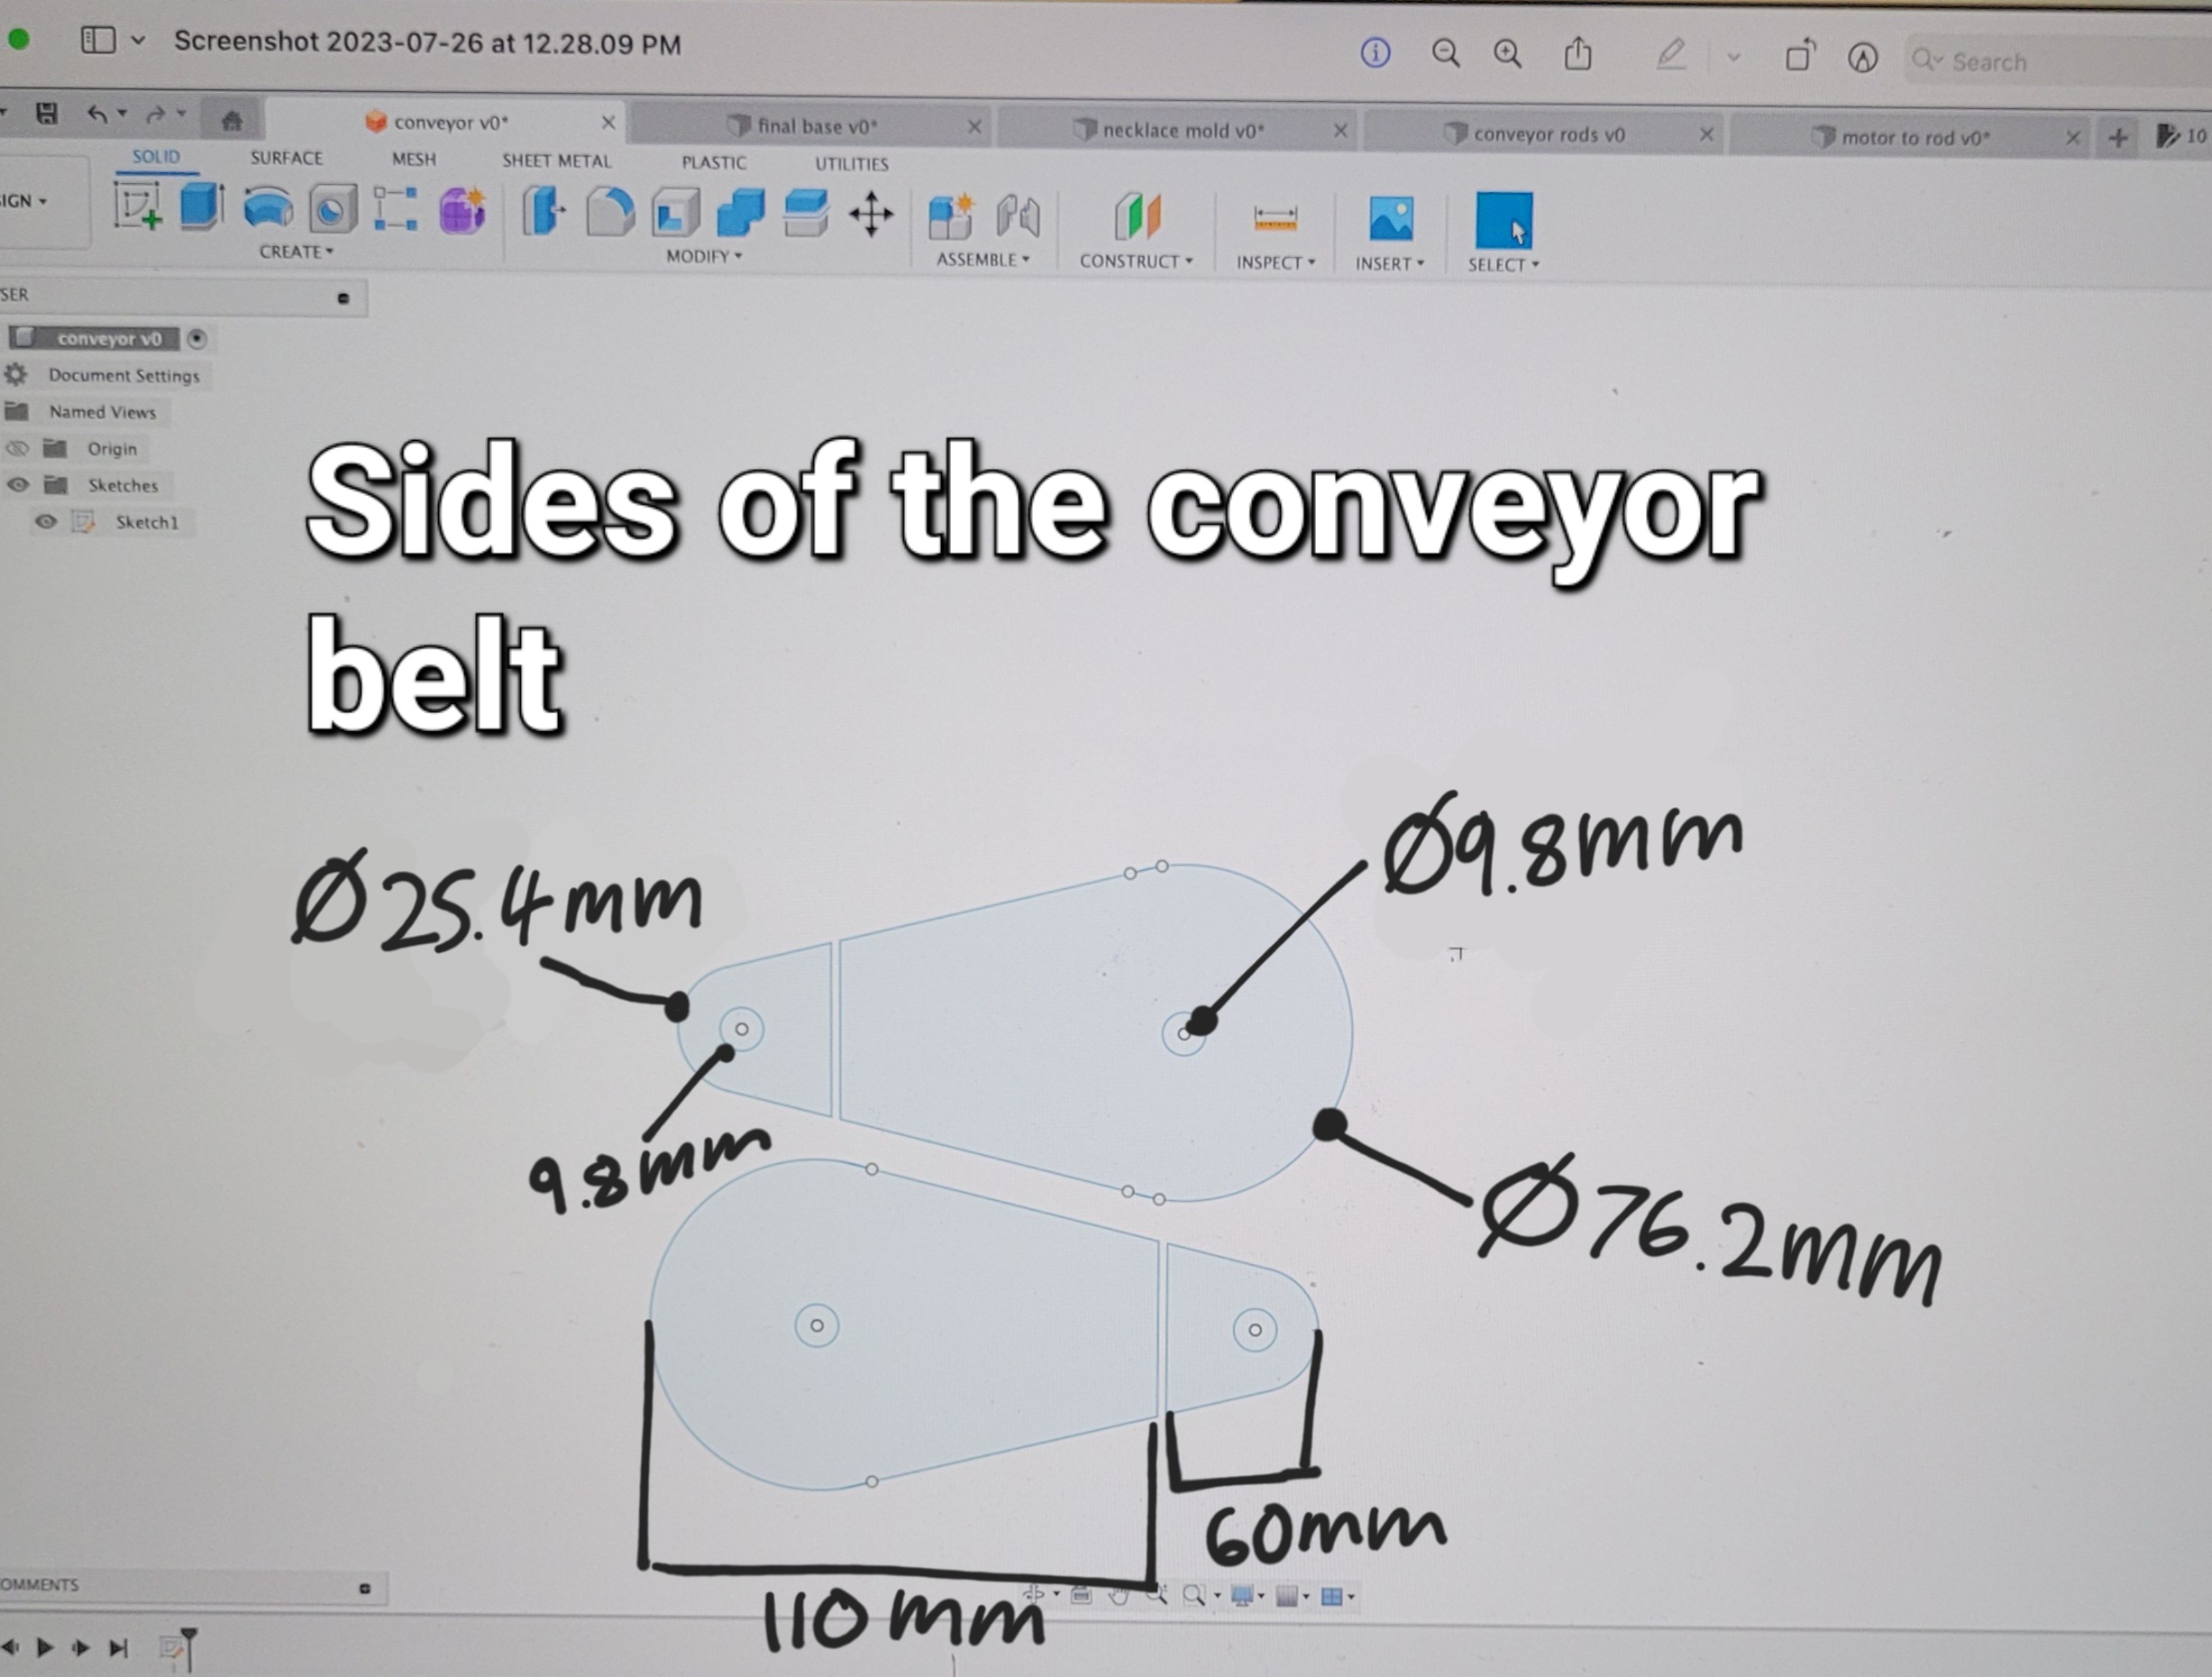 Screenshot 2023-07-26 at 12.28.09 PM
Search
conveyor v0*
final base v0*
necklace mold v0*
conveyor rods v0
motor to rod v0*
10
SOLID
SURFACE
MESH
SHEET METAL
PLASTIC
UTILITIES
IGN
CREATE
MODIFY
ASSEMBLE
CONSTRUCT
INSPECT
INSERT
SELECT
SER
conveyor v0
Document Settings
Named Views
Origin
Sketches
Sketch1
Sides of the conveyor
belt
Ø9.8mm
Ø25.4mm
9.8mm
Ø76.2mm
60mm
110mm
OMMENTS